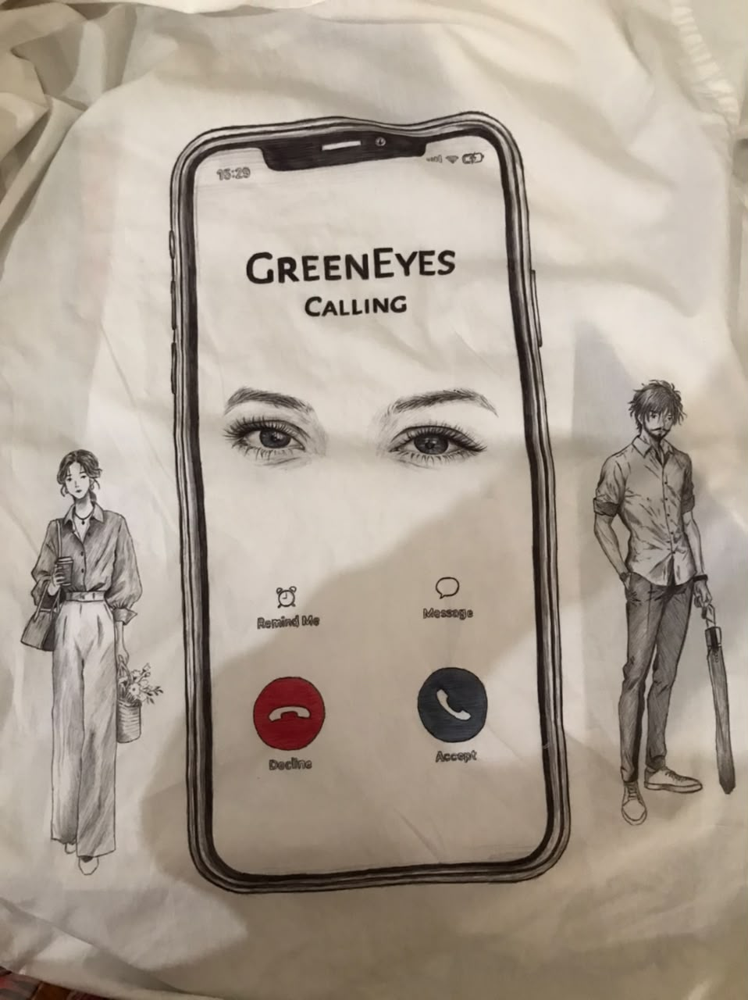 15:29
GREENEYES
CALLING
Remind Me
Message
Decline
Accept